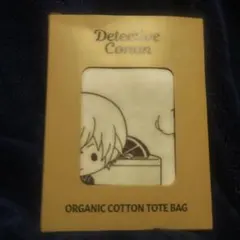 Detective
Conan
ORGANIC COTTON TOTE BAG